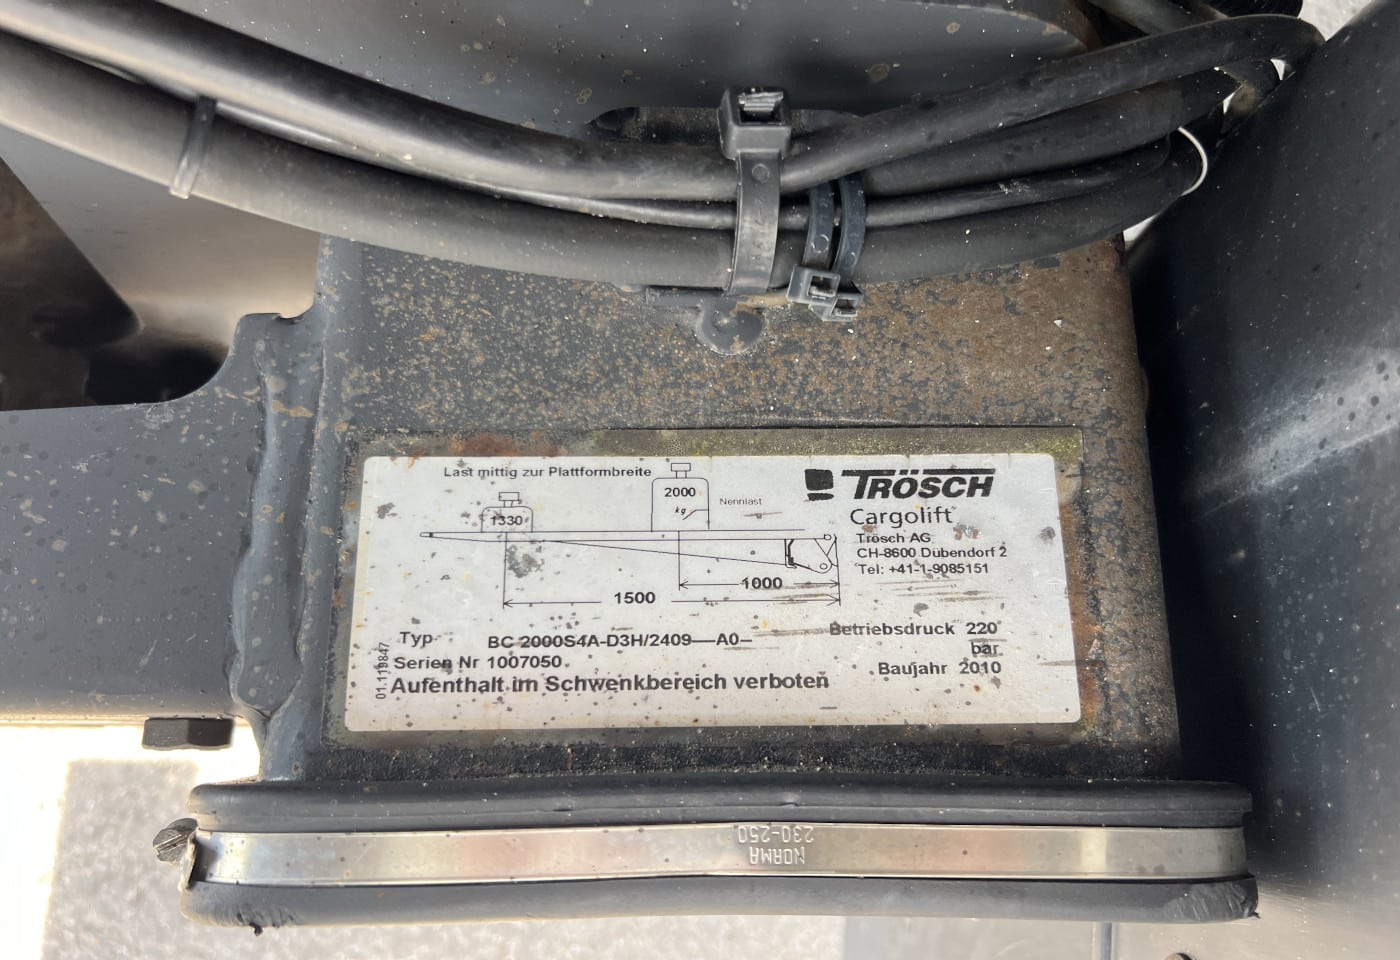 Last mittig zur Plattformbreite
1330
2000
kg
Nennlast
TRÖSCH
Cargolift
Trösch AG
CH-8600 Dübendorf 2
Tel: +41-1-9085151
1000
1500
Typ BC 2000S4A-D3H/2409-A0-
Betriebsdruck 220
bar
Serien Nr 1007050
Baujahr 2010
Aufenthalt im Schwenkbereich verboten
01.119847
NORMA
230-250